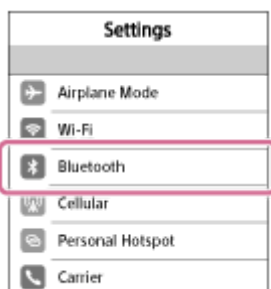 Settings
Airplane Mode
Wi-Fi
Bluetooth
Cellular
Personal Hotspot
Carrier